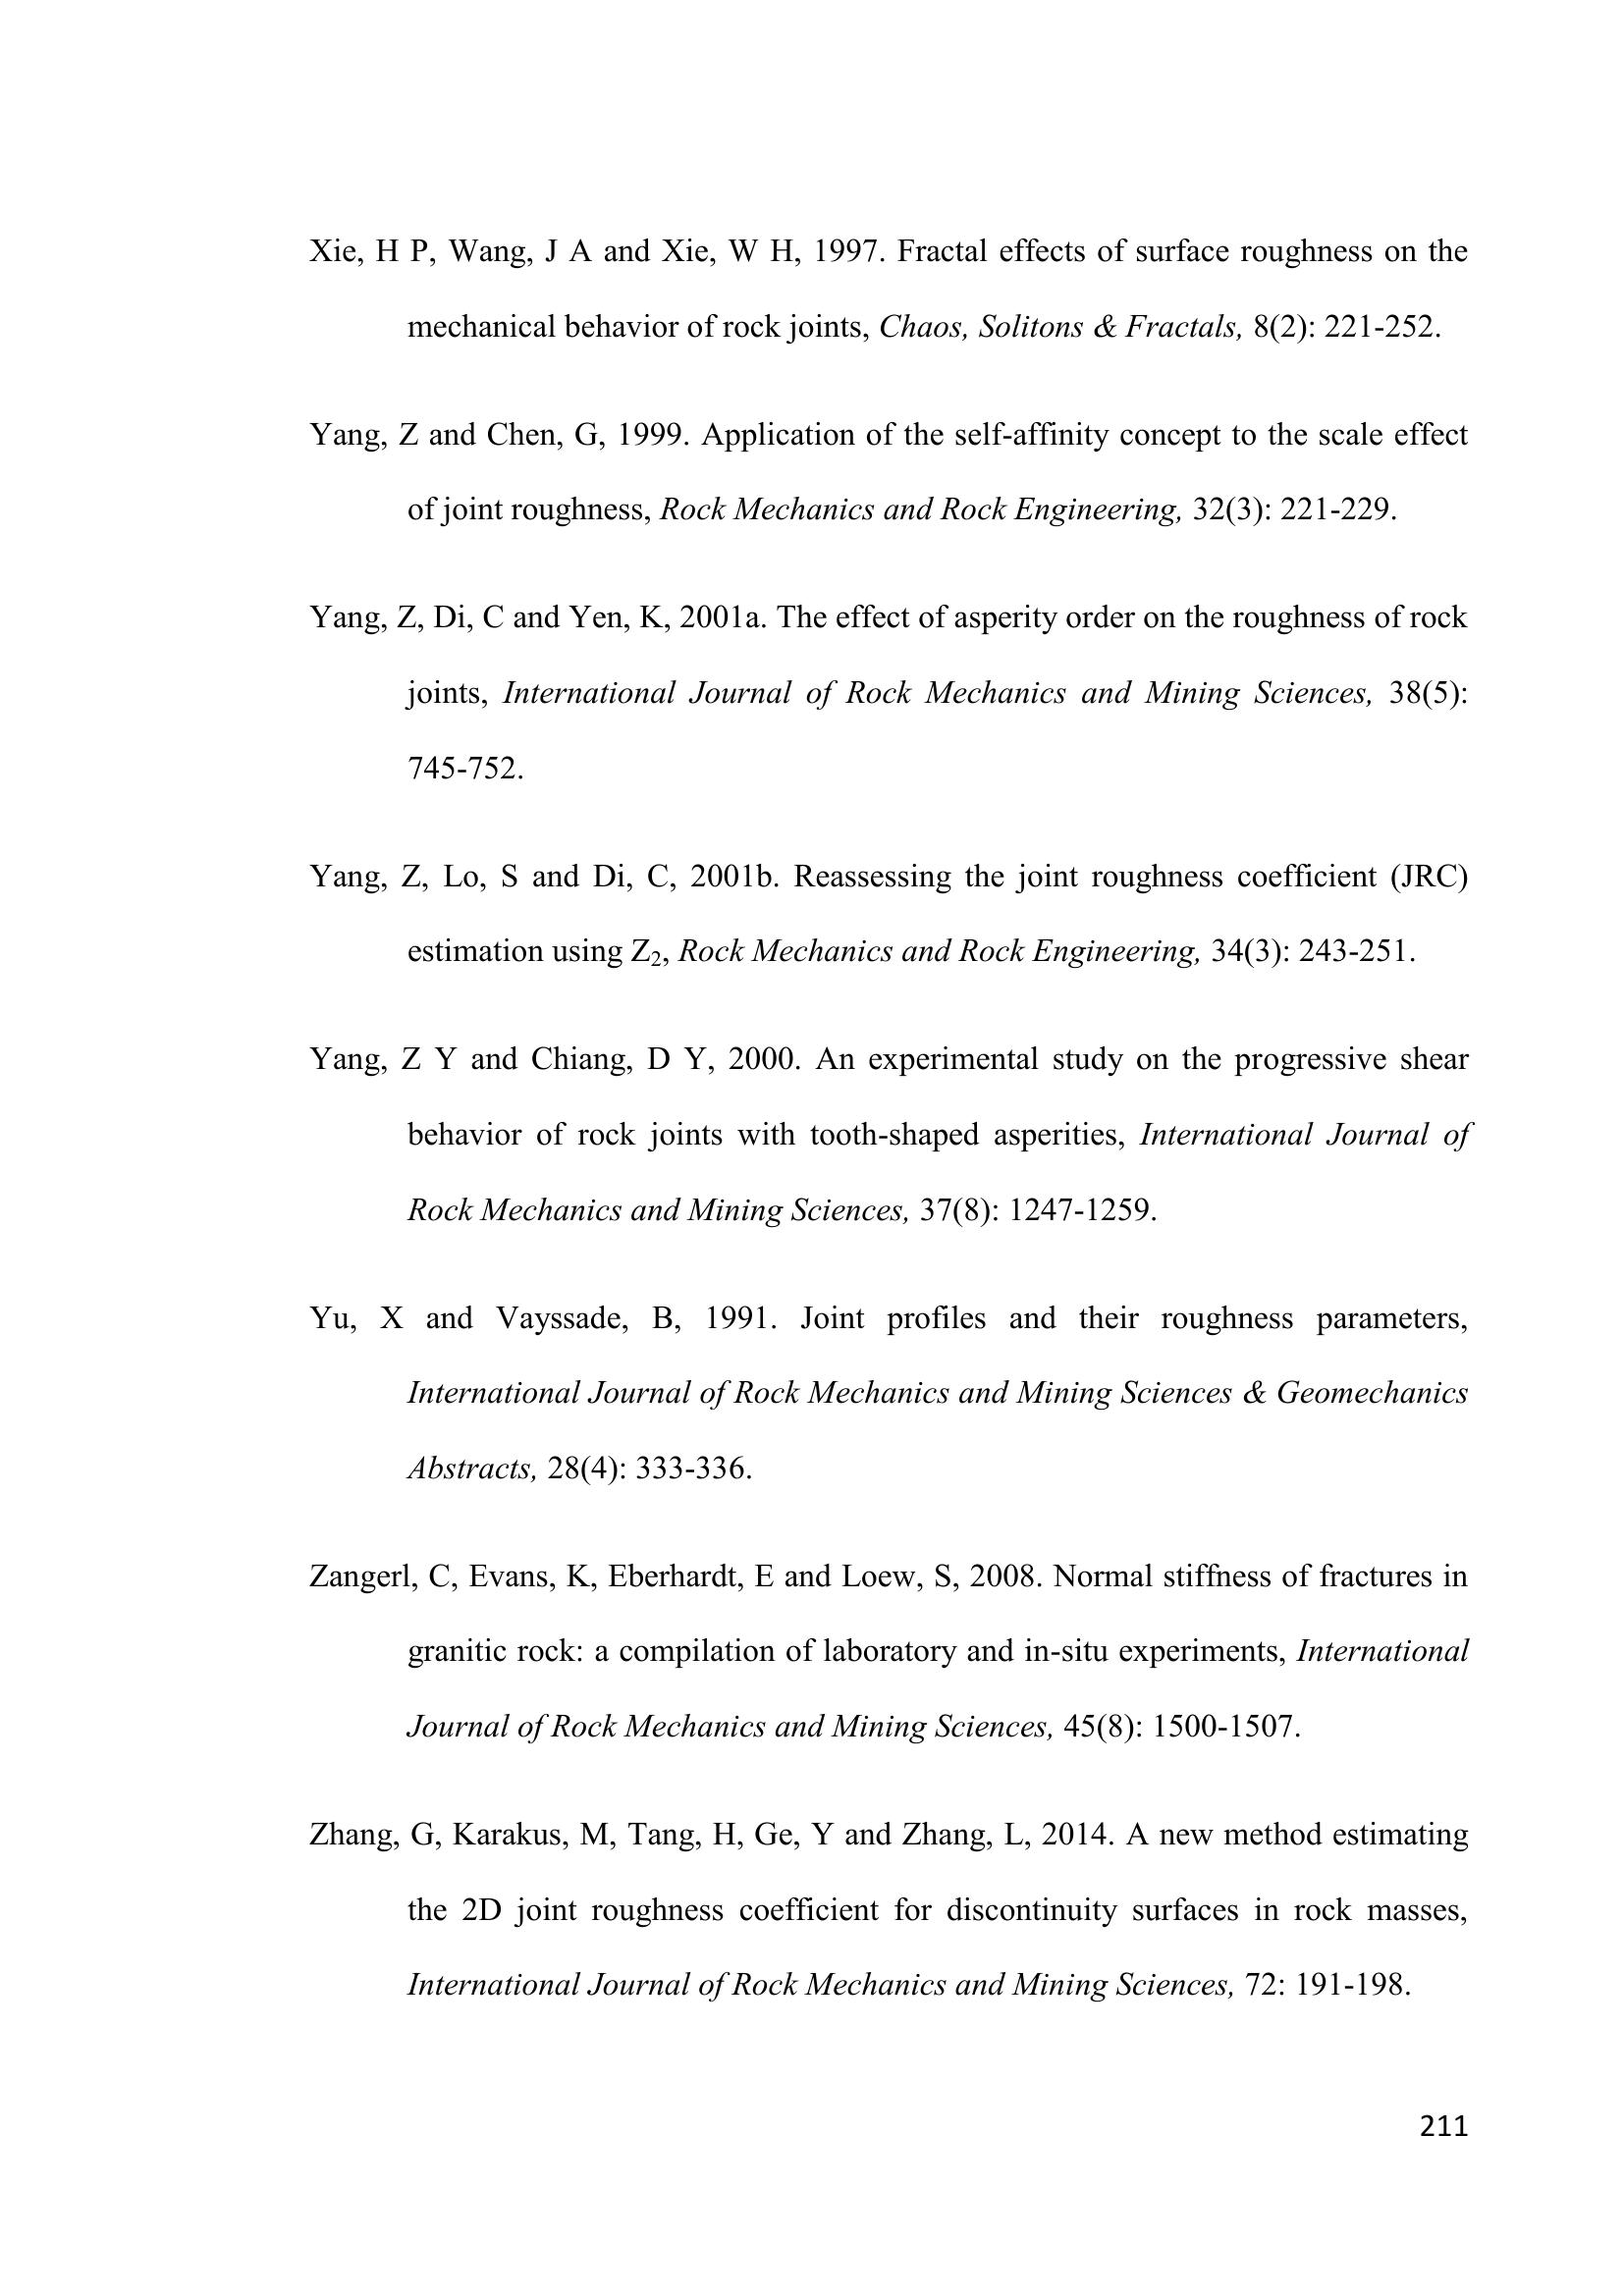 Xie, H P, Wang, J A and Xie, W H, 1997. Fractal effects of surface roughness on the
mechanical behavior of rock joints, Chaos, Solitons & Fractals, 8(2): 221-252.
Yang, Z and Chen, G, 1999. Application of the self-affinity concept to the scale effect
of joint roughness, Rock Mechanics and Rock Engineering, 32(3): 221-229.
Yang, Z, Di, C and Yen, K, 2001a. The effect of asperity order on the roughness of rock
joints, International Journal of Rock Mechanics and Mining Sciences, 38(5):
745-752.
Yang, Z, Lo, S and Di, C, 2001b. Reassessing the joint roughness coefficient (JRC)
estimation using Z₂, Rock Mechanics and Rock Engineering, 34(3): 243-251.
Yang, Z Y and Chiang, D Y, 2000. An experimental study on the progressive shear
behavior of rock joints with tooth-shaped asperities, International Journal of
Rock Mechanics and Mining Sciences, 37(8): 1247-1259.
Yu, X and Vayssade, B, 1991. Joint profiles and their roughness parameters,
International Journal of Rock Mechanics and Mining Sciences & Geomechanics
Abstracts, 28(4): 333-336.
Zangerl, C, Evans, K, Eberhardt, E and Loew, S, 2008. Normal stiffness of fractures in
granitic rock: a compilation of laboratory and in-situ experiments, International
Journal of Rock Mechanics and Mining Sciences, 45(8): 1500-1507.
Zhang, G, Karakus, M, Tang, H, Ge, Y and Zhang, L, 2014. A new method estimating
the 2D joint roughness coefficient for discontinuity surfaces in rock masses,
International Journal of Rock Mechanics and Mining Sciences, 72: 191-198.
211